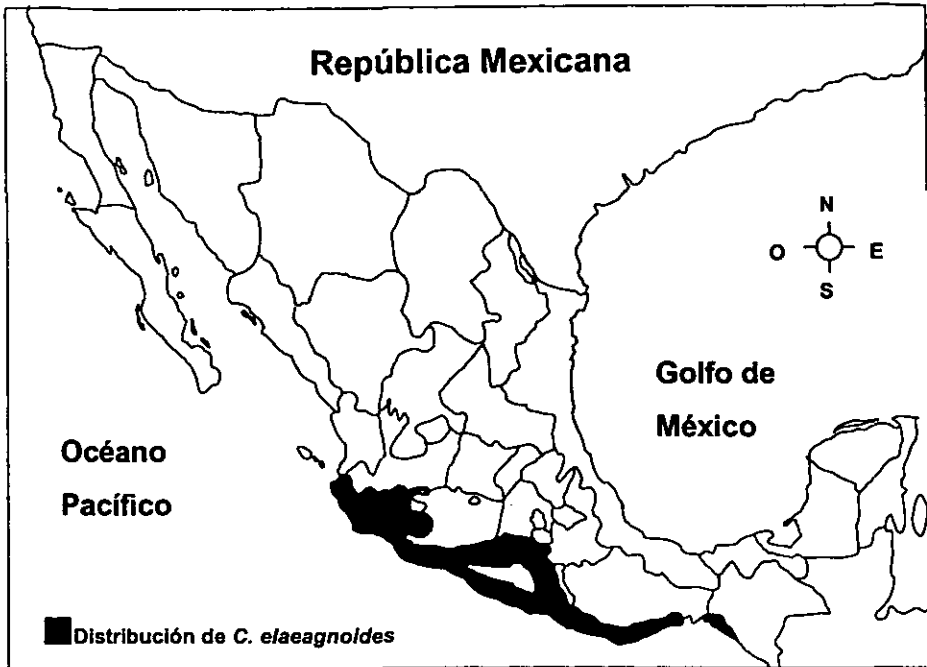 República Mexicana
N
O E
S
Golfo de
México
Océano
Pacífico
Distribución de C. elaeagnoides